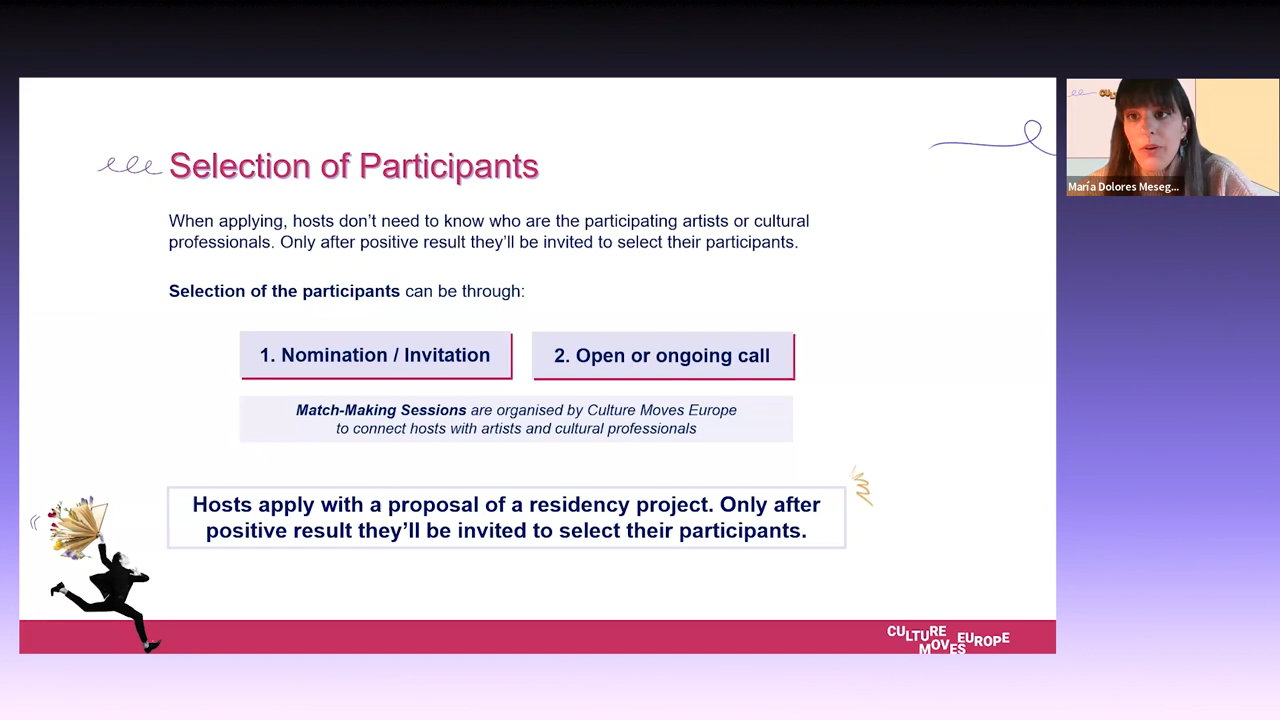 Selection of Participants
When applying, hosts don't need to know who are the participating artists or cultural
professionals. Only after positive result they'll be invited to select their participants.
Selection of the participants can be through:
1. Nomination / Invitation
2. Open or ongoing call
Match-Making Sessions are organised by Culture Moves Europe
to connect hosts with artists and cultural professionals
Hosts apply with a proposal of a residency project. Only after
positive result they'll be invited to select their participants.
CULTURE
MOVES EUROPE
María Dolores Meseg...